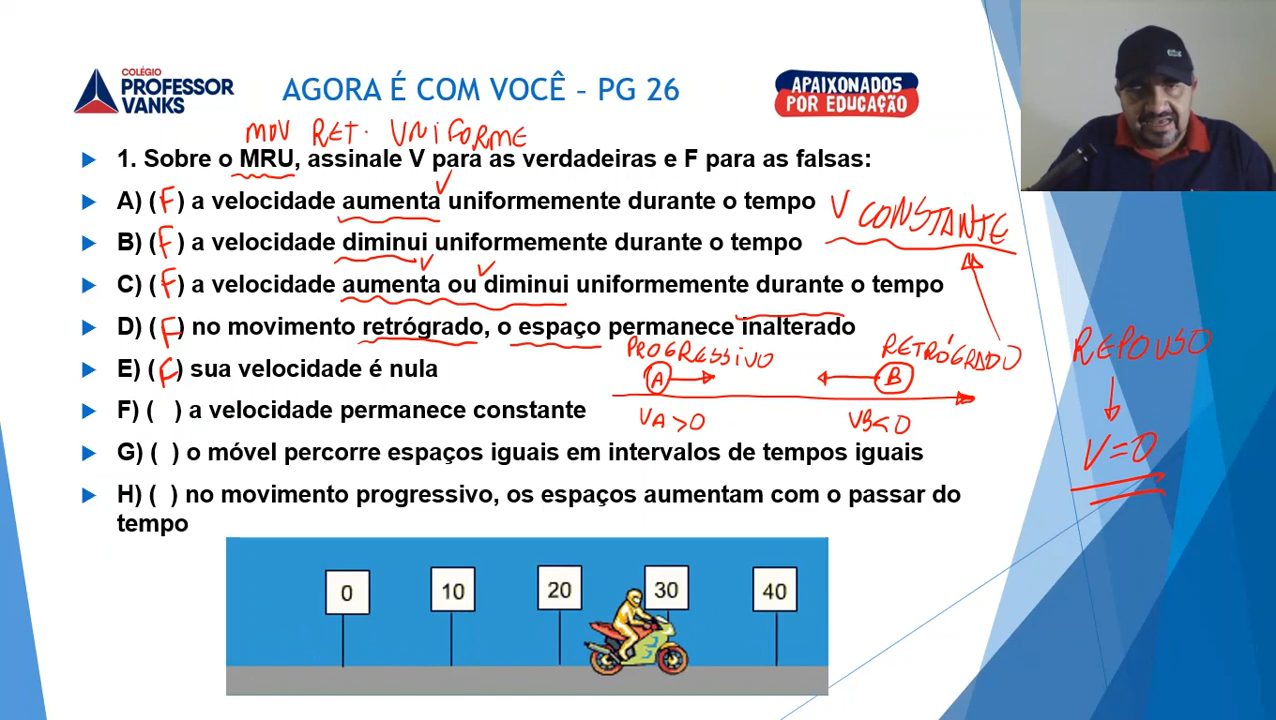 COLÉGIO
PROFESSOR
VANKS
AGORA É COM VOCÊ - PG 26
APAIXONADOS
POR EDUCAÇÃO
MOV RET. UNIFORME
1. Sobre o MRU, assinale V para as verdadeiras e F para as falsas:
A) (F) a velocidade aumenta uniformemente durante o tempo
V CONSTANTE
B) (F) a velocidade diminui uniformemente durante o tempo
C) (F) a velocidade aumenta ou diminui uniformemente durante o tempo
D) (F) no movimento retrógrado, o espaço permanece inalterado
PROGRESSIVO
RETRÓGRADO
REPOUSO
E) (F) sua velocidade é nula
A
B
F) ( ) a velocidade permanece constante
VA>0
VB<0
V=0
G) ( ) o móvel percorre espaços iguais em intervalos de tempos iguais
H) ( ) no movimento progressivo, os espaços aumentam com o passar do
tempo
0 10 20 30 40